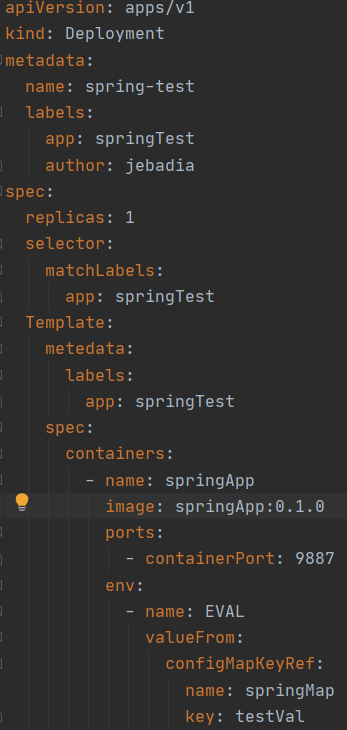 apiVersion: apps/v1
kind: Deployment
metadata:
  name: spring-test
  labels:
    app: springTest
    author: jebadia
spec:
  replicas: 1
  selector:
    matchLabels:
      app: springTest
  Template:
    metedata:
      labels:
        app: springTest
    spec:
      containers:
        - name: springApp
          image: springApp:0.1.0
          ports:
            - containerPort: 9887
          env:
            - name: EVAL
              valueFrom:
                configMapKeyRef:
                  name: springMap
                  key: testVal